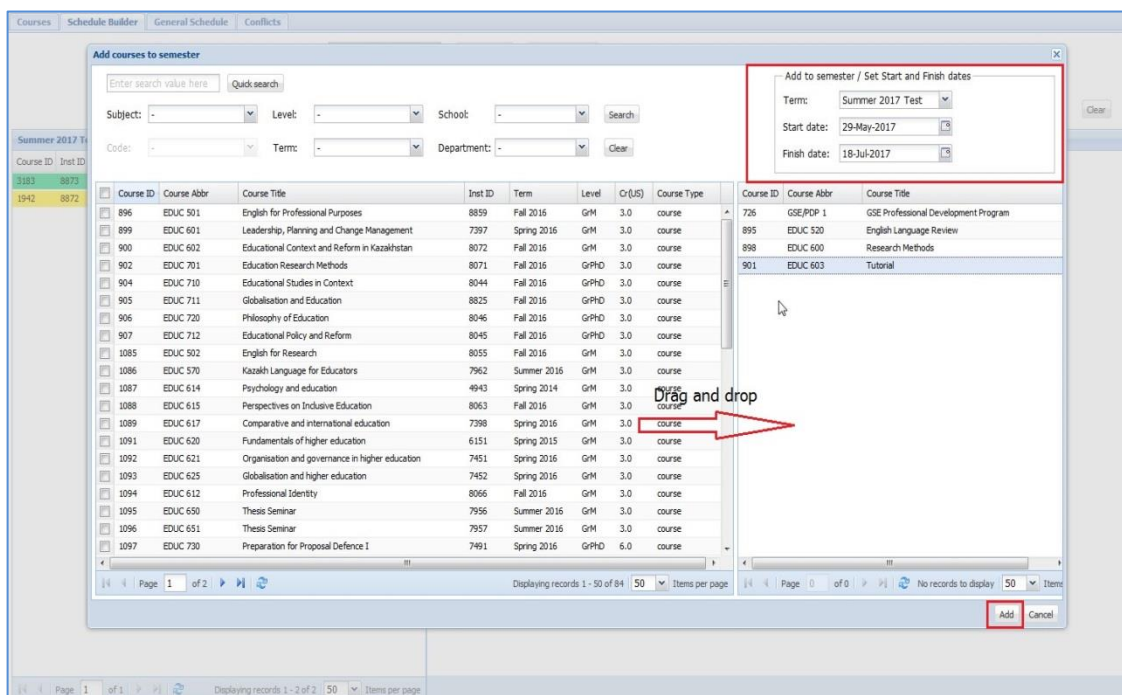 Courses Schedule Builder General Schedule Conflicts
Add courses to semester
Enter search value here Quick search
Add to semester / Set Start and Finish dates
Subject: - Level: - School: - Search
Term: Summer 2017 Test
Clear
Start date: 29-May-2017
Code: - Term: - Department: - Clear
Finish date: 18-Jul-2017
Summer 2017 Te
Course ID Inst ID
3183 8873
1942 8872
Course ID Course Abbr Course Title Inst ID Term Level Cr(US) Course Type
896 EDUC 501 English for Professional Purposes 8859 Fall 2016 GrM 3.0 course
899 EDUC 601 Leadership, Planning and Change Management 7397 Spring 2016 GrM 3.0 course
900 EDUC 602 Educational Context and Reform in Kazakhstan 8072 Fall 2016 GrM 3.0 course
902 EDUC 701 Education Research Methods 8071 Fall 2016 GrPhD 3.0 course
904 EDUC 710 Educational Studies in Context 8044 Fall 2016 GrPhD 3.0 course
905 EDUC 711 Globalisation and Education 8825 Fall 2016 GrPhD 3.0 course
906 EDUC 720 Philosophy of Education 8046 Fall 2016 GrPhD 3.0 course
907 EDUC 712 Educational Policy and Reform 8045 Fall 2016 GrPhD 3.0 course
1085 EDUC 502 English for Research 8055 Fall 2016 GrM 3.0 course
1086 EDUC 570 Kazakh Language for Educators 7962 Summer 2016 GrM 3.0 course
1087 EDUC 614 Psychology and education 4943 Spring 2014 GrM 3.0 course
1088 EDUC 615 Perspectives on Inclusive Education 8063 Fall 2016 GrM 3.0 course
1089 EDUC 617 Comparative and international education 7398 Spring 2016 GrM 3.0 course
1091 EDUC 620 Fundamentals of higher education 6151 Spring 2015 GrM 3.0 course
1092 EDUC 621 Organisation and governance in higher education 7451 Spring 2016 GrM 3.0 course
1093 EDUC 625 Globalisation and higher education 7452 Spring 2016 GrM 3.0 course
1094 EDUC 612 Professional Identity 8066 Fall 2016 GrM 3.0 course
1095 EDUC 650 Thesis Seminar 7956 Summer 2016 GrM 3.0 course
1096 EDUC 651 Thesis Seminar 7957 Summer 2016 GrM 3.0 course
1097 EDUC 730 Preparation for Proposal Defence I 7491 Spring 2016 GrPhD 6.0 course
Page 1 of 2 Displaying records 1 - 50 of 84 50 Items per page
Course ID Course Abbr Course Title
726 GSE/PDP 1 GSE Professional Development Program
895 EDUC 520 English Language Review
898 EDUC 600 Research Methods
901 EDUC 603 Tutorial
Drag and drop
Page 0 of 0 No records to display 50 Items
Add Cancel
Page 1 of 1 Displaying records 1 - 2 of 2 50 Items per page